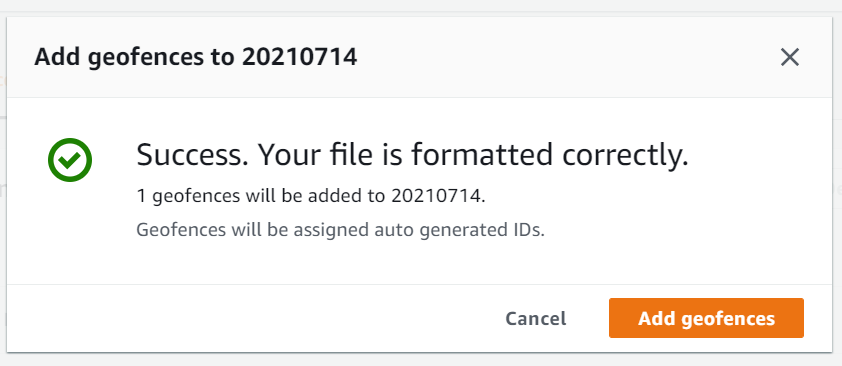 Add geofences to 20210714
Success. Your file is formatted correctly.
1 geofences will be added to 20210714.
Geofences will be assigned auto generated IDs.
Cancel
Add geofences